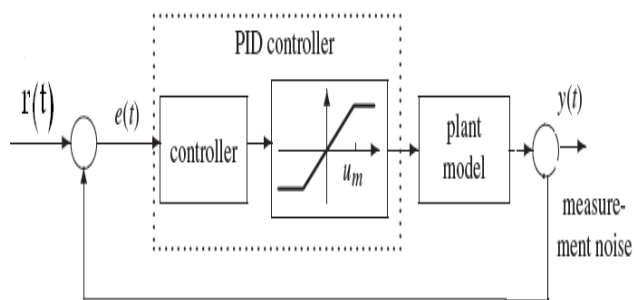 PID controller
r(t)
e(t)
controller
u_m
plant
model
y(t)
measure-
ment noise